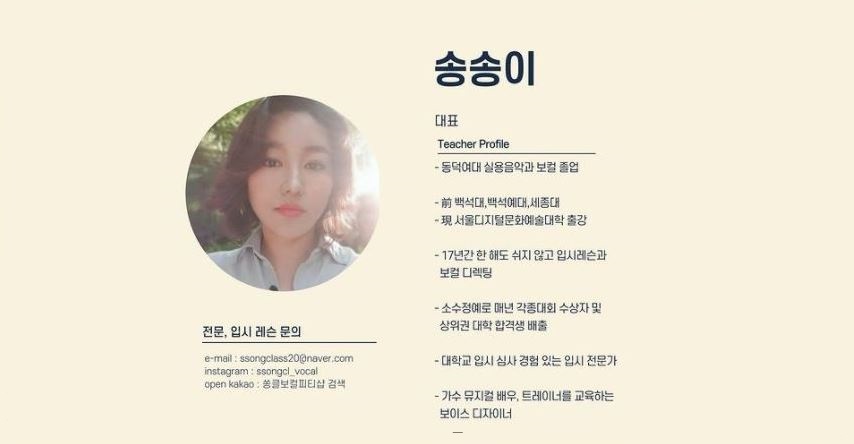 송송이
대표
Teacher Profile
- 동덕여대 실용음악과 보컬 졸업
- 前 백석대,백석예대,세종대
- 現 서울디지털문화예술대학 출강
- 17년간 한 해도 쉬지 않고 입시레슨과
보컬 디렉팅
- 소수정예로 매년 각종대회 수상자 및
상위권 대학 합격생 배출
- 대학교 입시 심사 경험 있는 입시 전문가
- 가수 뮤지컬 배우, 트레이너를 교육하는
보이스 디자이너
전문, 입시 레슨 문의
e-mail : ssongclass20@naver.com
instagram : ssongcl_vocal
open kakao : 쏭클보컬피티샵 검색